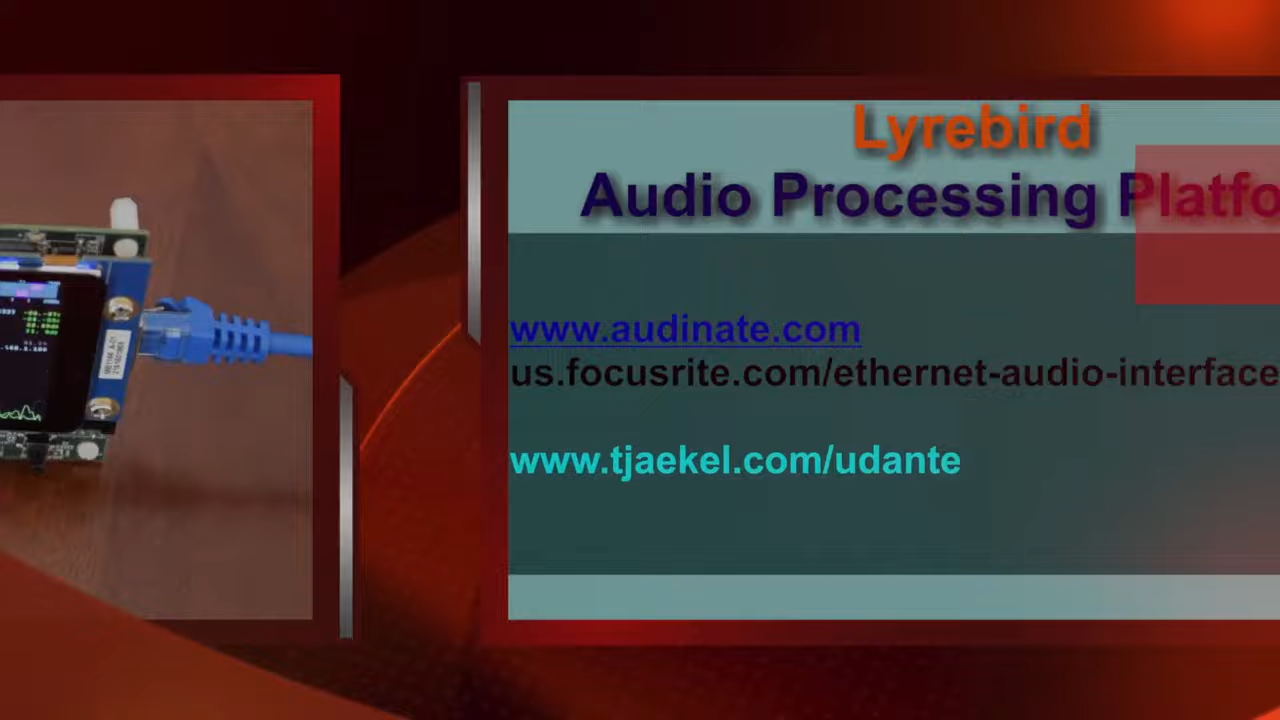 Lyrebird
Audio Processing Platfo
www.audinate.com
us.focusrite.com/ethernet-audio-interface
www.tjaekel.com/udante